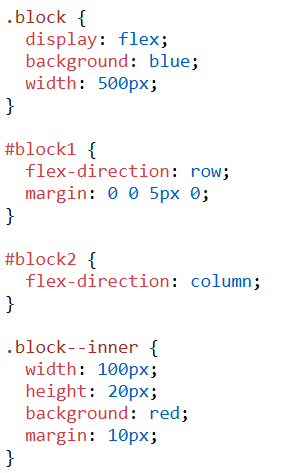 .block {
  display: flex;
  background: blue;
  width: 500px;
}

#block1 {
  flex-direction: row;
  margin: 0 0 5px 0;
}

#block2 {
  flex-direction: column;
}

.block--inner {
  width: 100px;
  height: 20px;
  background: red;
  margin: 10px;
}